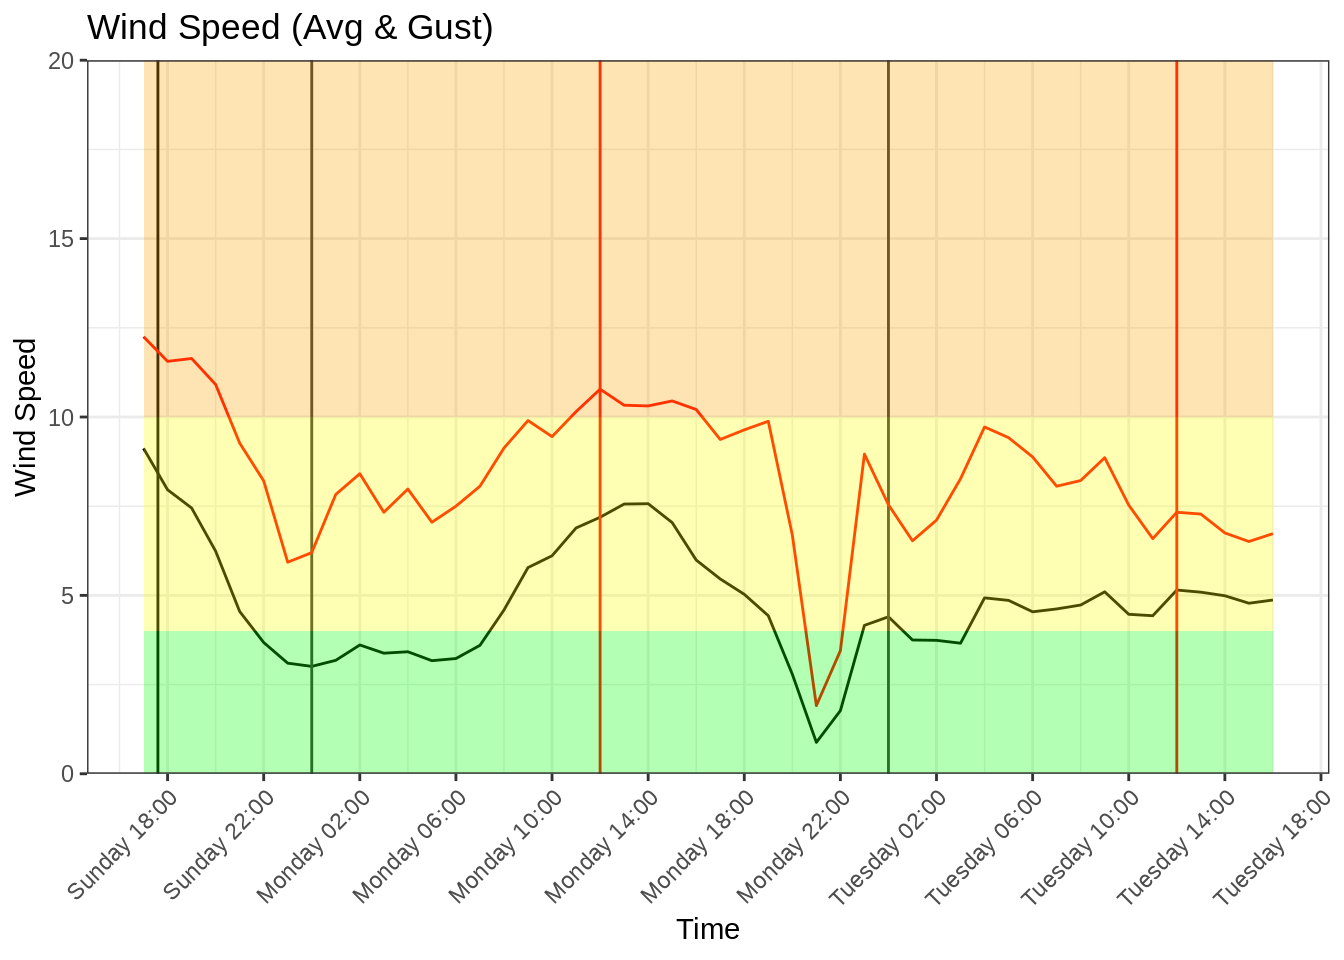 Wind Speed (Avg & Gust)
20
15
10
5
0
Wind Speed
Sunday 18:00
Sunday 22:00
Monday 02:00
Monday 06:00
Monday 10:00
Monday 14:00
Monday 18:00
Monday 22:00
Tuesday 02:00
Tuesday 06:00
Tuesday 10:00
Tuesday 14:00
Tuesday 18:00
Time